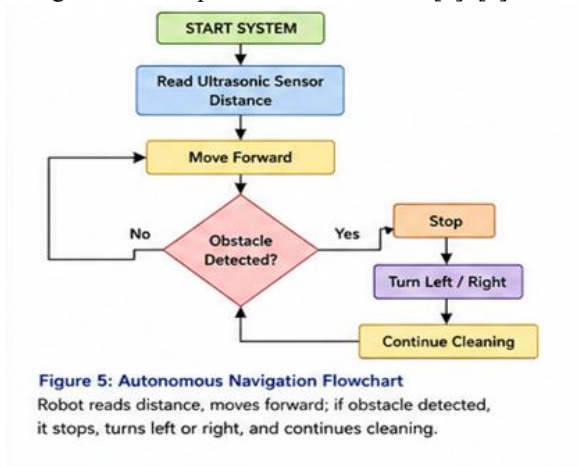 START SYSTEM
Read Ultrasonic Sensor
Distance
Move Forward
No
Obstacle
Detected?
Yes
Stop
Turn Left / Right
Continue Cleaning
Figure 5: Autonomous Navigation Flowchart
Robot reads distance, moves forward; if obstacle detected,
it stops, turns left or right, and continues cleaning.